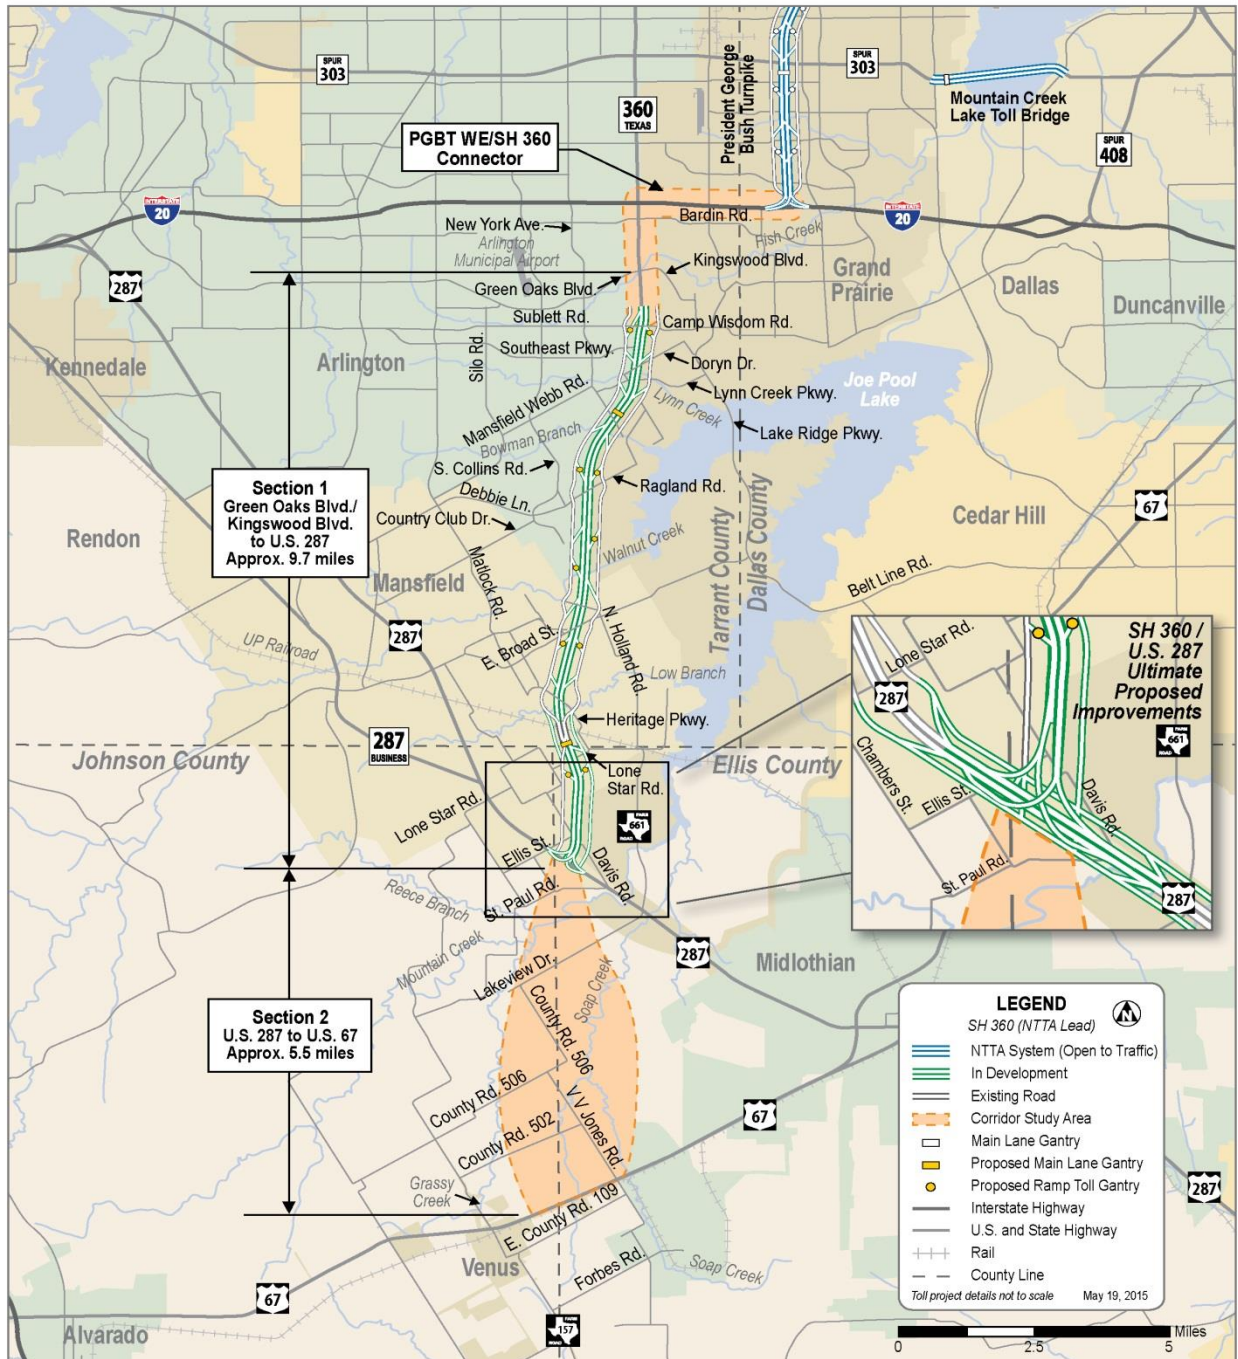 SPUR
303
360
TEXAS
President George
Bush Turnpike
SPUR
303
Mountain Creek
Lake Toll Bridge
SPUR
408
PGBT WE/SH 360
Connector
INTERSTATE
20
Bardin Rd.
INTERSTATE
20
New York Ave.
Arlington
Municipal Airport
Fish Creek
Kingswood Blvd.
Grand
Prairie
287
Green Oaks Blvd.
Dallas
Duncanville
Sublett Rd.
Camp Wisdom Rd.
Kennedale
Arlington
Silo Rd.
Southeast Pkwy.
Doryn Dr.
Joe Pool
Lake
Mansfield Webb Rd.
Lynn Creek Pkwy.
Lynn Creek
Bowman Branch
Lake Ridge Pkwy.
S. Collins Rd.
Section 1
Green Oaks Blvd./
Kingswood Blvd.
to U.S. 287
Approx. 9.7 miles
Debbie Ln.
Ragland Rd.
67
Cedar Hill
Country Club Dr.
Rendon
Walnut Creek
Tarrant County
Dallas County
Mansfield
Matlock Rd.
Belt Line Rd.
287
UP Railroad
E. Broad St.
N. Holland Rd.
Low Branch
Lone Star Rd.
SH 360 /
U.S. 287
Ultimate
Proposed
Improvements
287
FARM
661
ROAD
Chambers St.
Ellis St.
Davis Rd.
St. Paul Rd.
287
Heritage Pkwy.
287
BUSINESS
Johnson County
Ellis County
Lone
Star Rd.
Lone Star Rd.
FARM
661
ROAD
Ellis St.
Davis Rd.
St. Paul Rd.
Reece Branch
Mountain Creek
287
Midlothian
Lakeview Dr.
Soap Creek
County Rd. 506
Section 2
U.S. 287 to U.S. 67
Approx. 5.5 miles
County Rd. 506
V V Jones Rd.
67
County Rd. 502
Grassy
Creek
E. County Rd. 109
Venus
Forbes Rd.
Soap Creek
67
FARM
157
ROAD
Alvarado
287
LEGEND
SH 360 (NTTA Lead)
N
NTTA System (Open to Traffic)
In Development
Existing Road
Corridor Study Area
Main Lane Gantry
Proposed Main Lane Gantry
Proposed Ramp Toll Gantry
Interstate Highway
U.S. and State Highway
Rail
County Line
Toll project details not to scale May 19, 2015
Miles
0 2.5 5